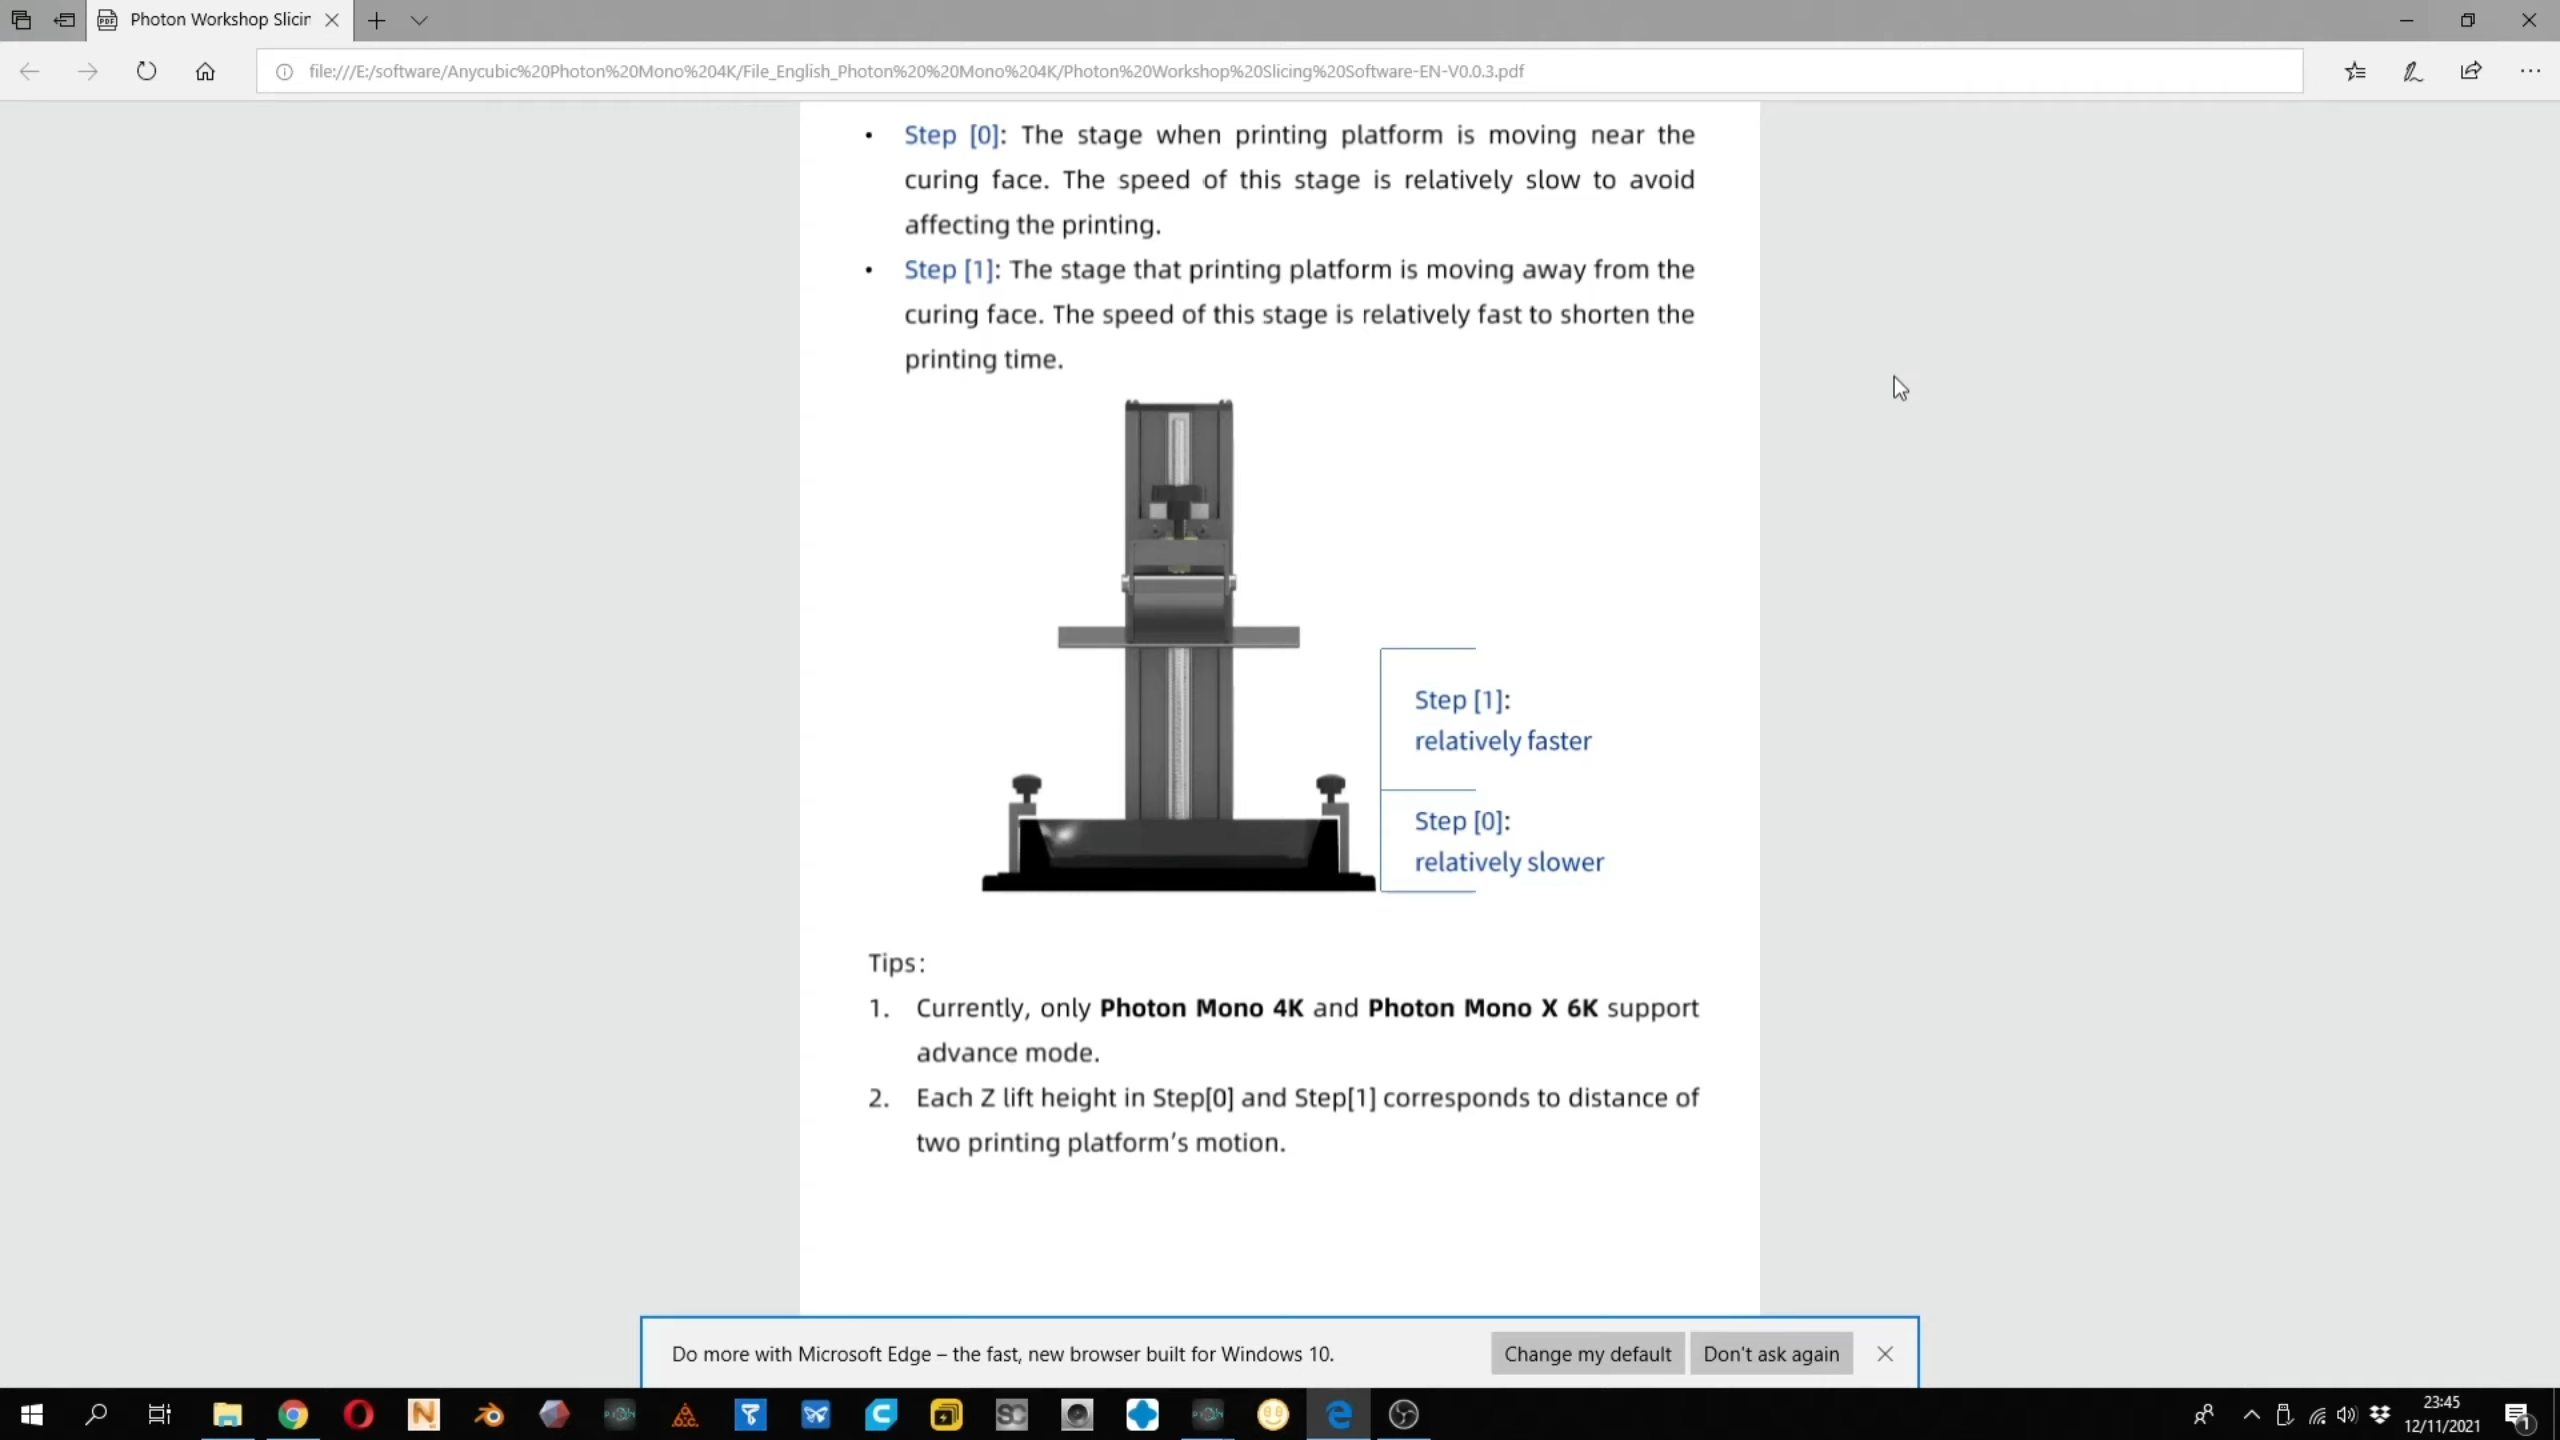 Photon Workshop Slicin
file:///E:/software/Anycubic%20Photon%20Mono%204K/File_English_Photon%20%20Mono%204K/Photon%20Workshop%20Slicing%20Software-EN-V0.0.3.pdf
• Step [0]: The stage when printing platform is moving near the
curing face. The speed of this stage is relatively slow to avoid
affecting the printing.
• Step [1]: The stage that printing platform is moving away from the
curing face. The speed of this stage is relatively fast to shorten the
printing time.
Step [1]:
relatively faster
Step [0]:
relatively slower
Tips:
1. Currently, only Photon Mono 4K and Photon Mono X 6K support
advance mode.
2. Each Z lift height in Step[0] and Step[1] corresponds to distance of
two printing platform's motion.
Do more with Microsoft Edge – the fast, new browser built for Windows 10.
Change my default
Don't ask again
23:45
12/11/2021